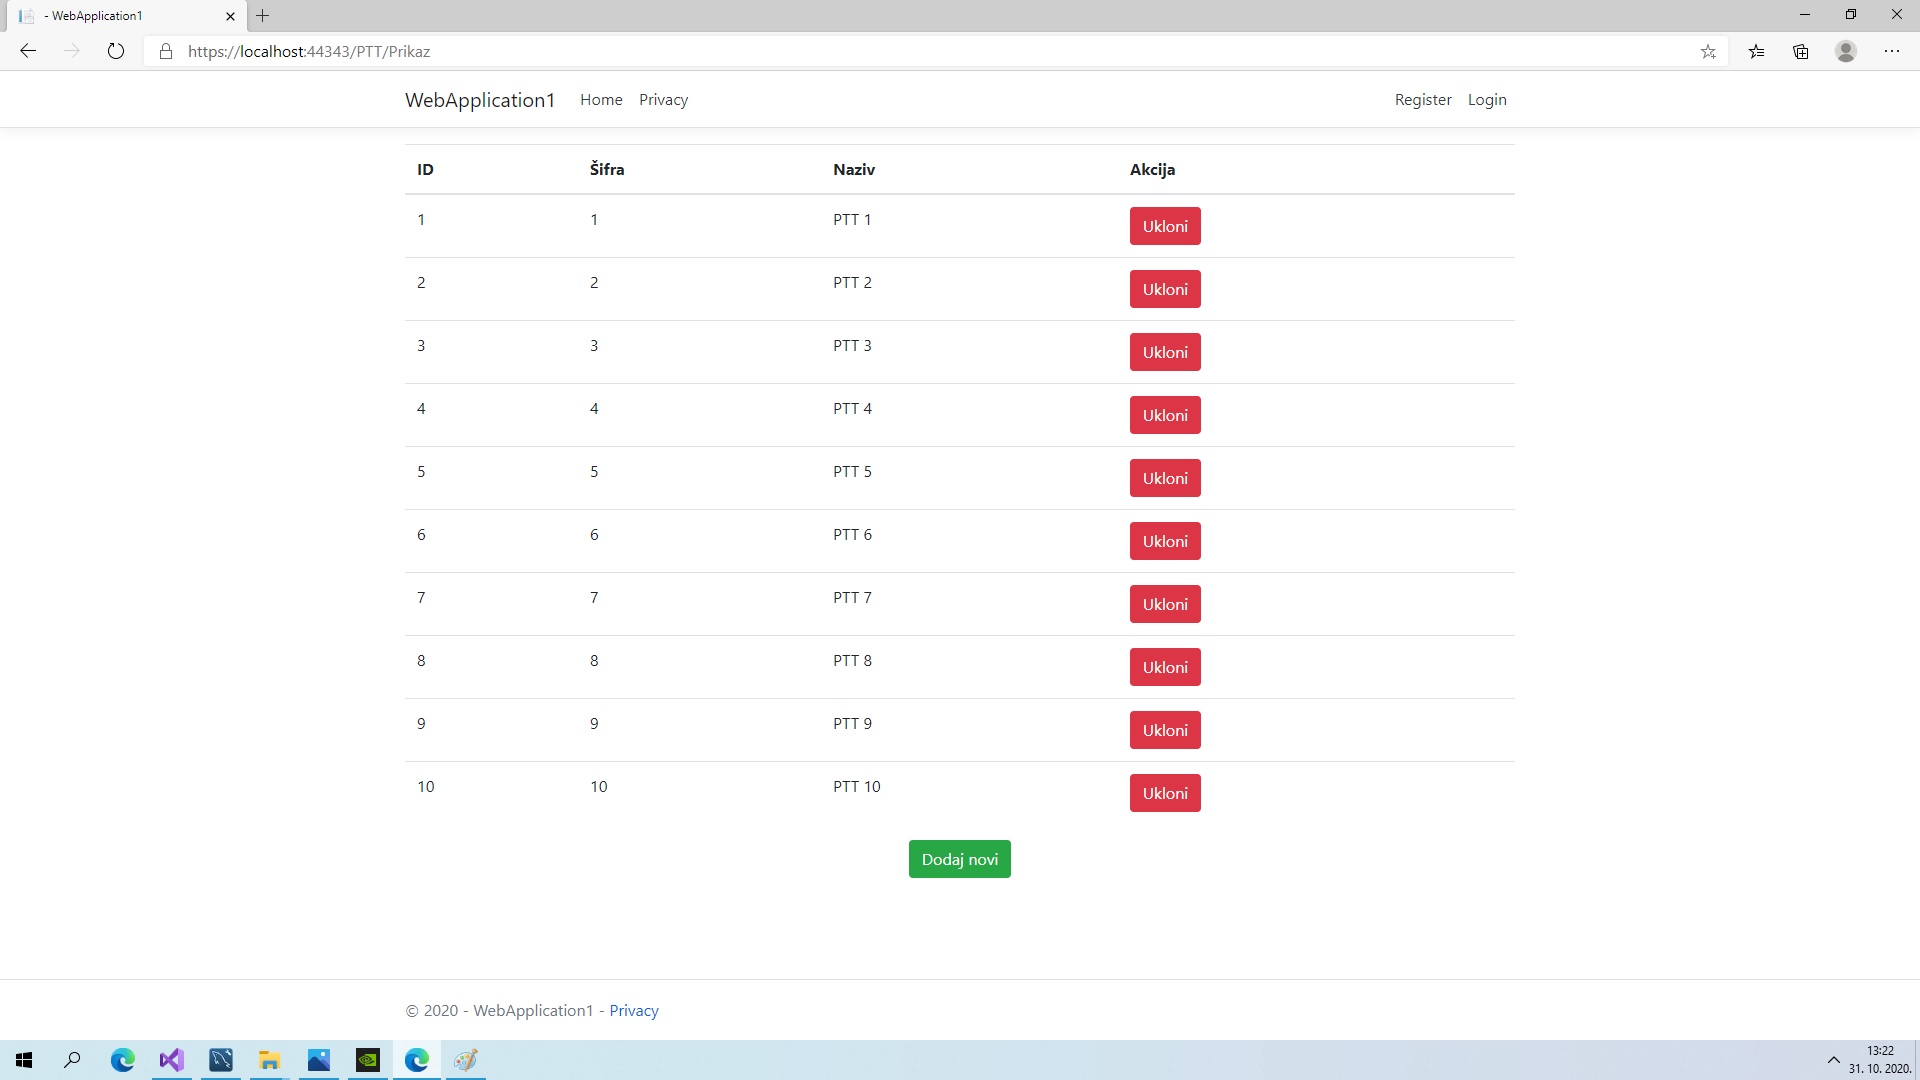 - WebApplication1
https://localhost:44343/PTT/Prikaz
WebApplication1 Home Privacy Register Login
ID Šifra Naziv Akcija
1 1 PTT 1 Ukloni
2 2 PTT 2 Ukloni
3 3 PTT 3 Ukloni
4 4 PTT 4 Ukloni
5 5 PTT 5 Ukloni
6 6 PTT 6 Ukloni
7 7 PTT 7 Ukloni
8 8 PTT 8 Ukloni
9 9 PTT 9 Ukloni
10 10 PTT 10 Ukloni
Dodaj novi
© 2020 - WebApplication1 - Privacy
13:22
31. 10. 2020.